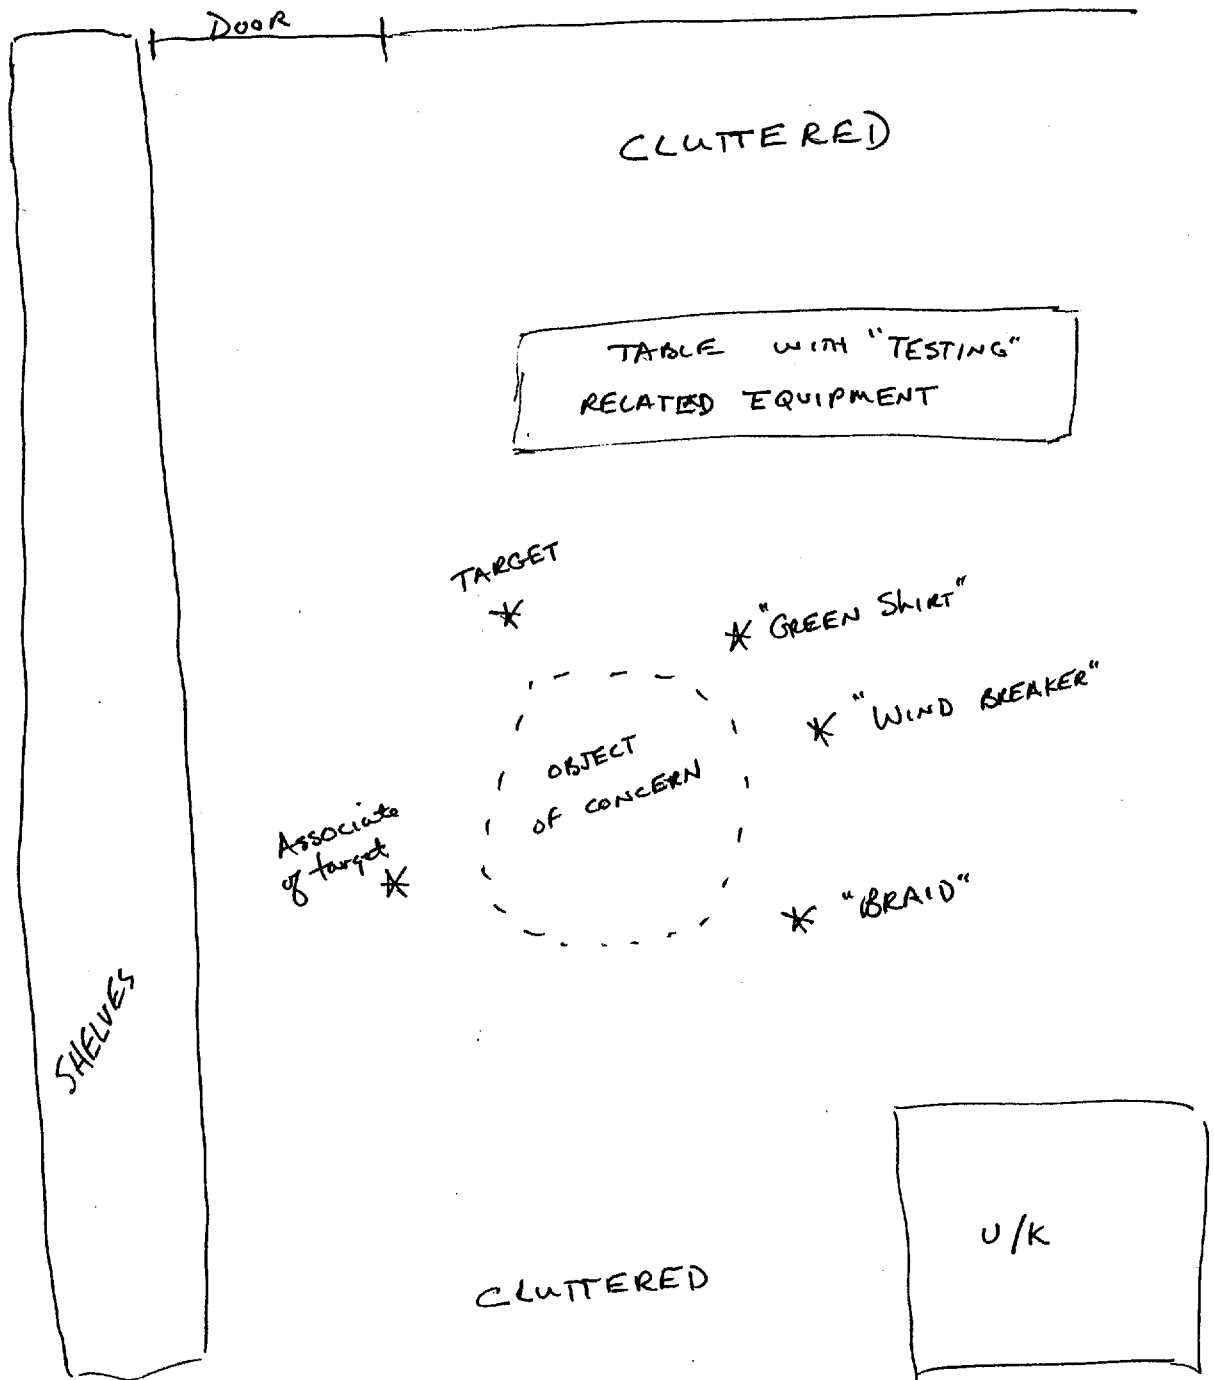 DOOR
CLUTTERED
TABLE WITH "TESTING"
RELATED EQUIPMENT
TARGET
"GREEN SHIRT"
"WIND BREAKER"
OBJECT
OF CONCERN
Associate
of target
"BRAID"
SHELVES
U/K
CLUTTERED